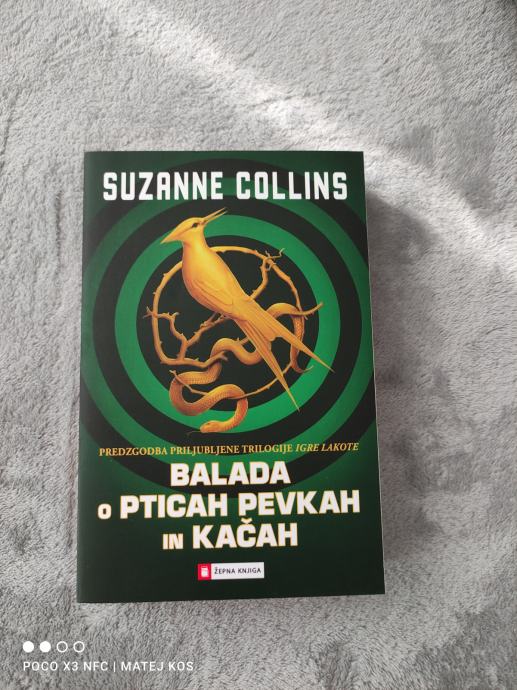 SUZANNE COLLINS
PREDZGODBA PRILJUBLJENE TRILOGIJE IGRE LAKOTE
BALADA
O PTICAH PEVKAH
IN KAČAH
ŽEPNA KNJIGA
POCO X3 NFC | MATEJ KOS